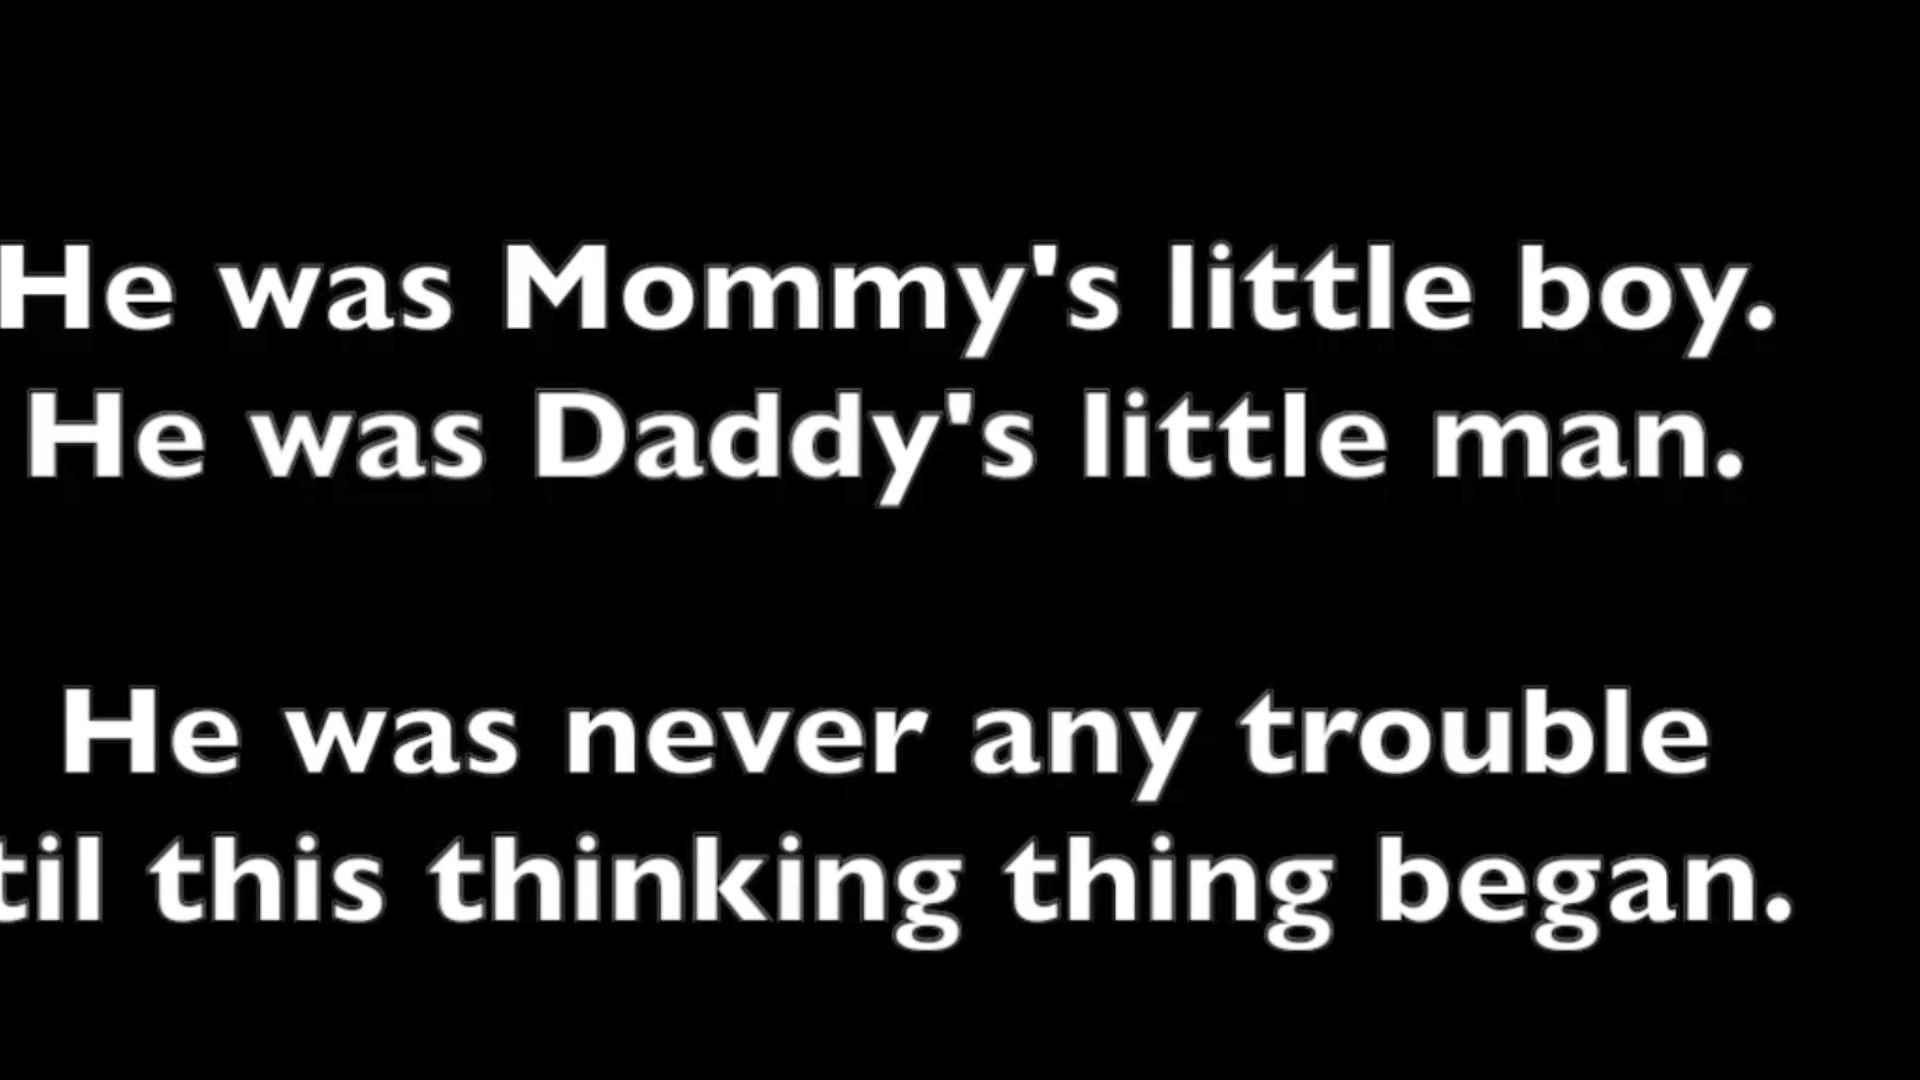 He was Mommy's little boy.
He was Daddy's little man.
He was never any trouble
til this thinking thing began.